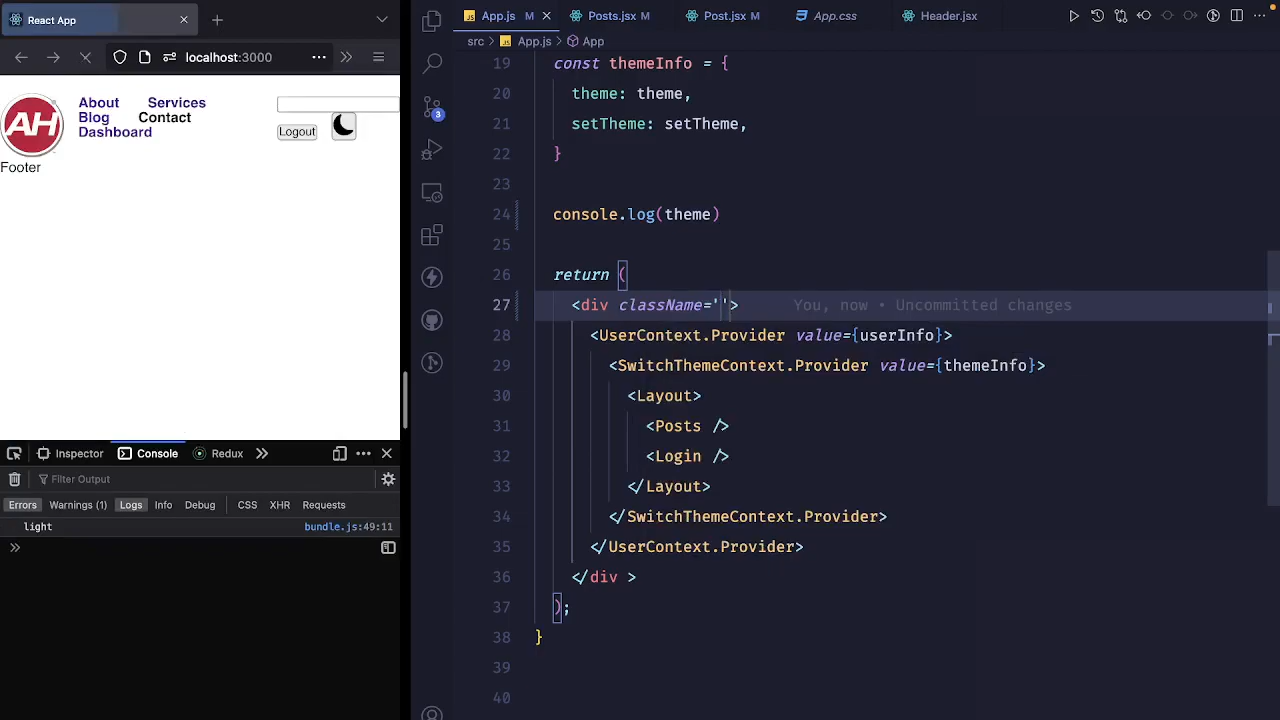 React App
localhost:3000
AH
About Services
Blog Contact
Dashboard
Logout
Footer
Inspector Console Redux
Filter Output
Errors Warnings (1) Logs Info Debug CSS XHR Requests
light bundle.js:49:11
3
App.js M Posts.jsx M Post.jsx M App.css Header.jsx
src > App.js > App
19 const themeInfo = {
20 theme: theme,
21 setTheme: setTheme,
22 }
23
24 console.log(theme)
25
26 return (
27 <div className=''> You, now • Uncommitted changes
28 <UserContext.Provider value={userInfo}>
29 <SwitchThemeContext.Provider value={themeInfo}>
30 <Layout>
31 <Posts />
32 <Login />
33 </Layout>
34 </SwitchThemeContext.Provider>
35 </UserContext.Provider>
36 </div >
37 );
38 }
39
40